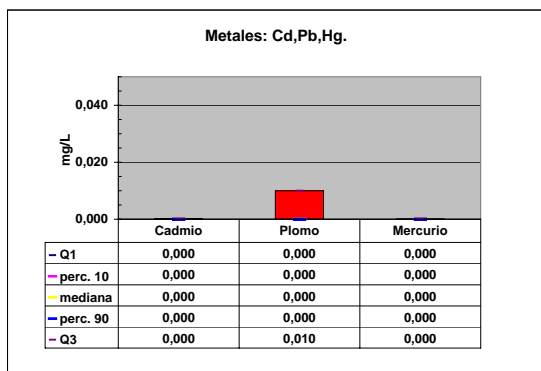 Metales: Cd,Pb,Hg.
mg/L
0,040
0,020
0,000
Cadmio Plomo Mercurio
Q1 0,000 0,000 0,000
perc. 10 0,000 0,000 0,000
mediana 0,000 0,000 0,000
perc. 90 0,000 0,000 0,000
Q3 0,000 0,010 0,000